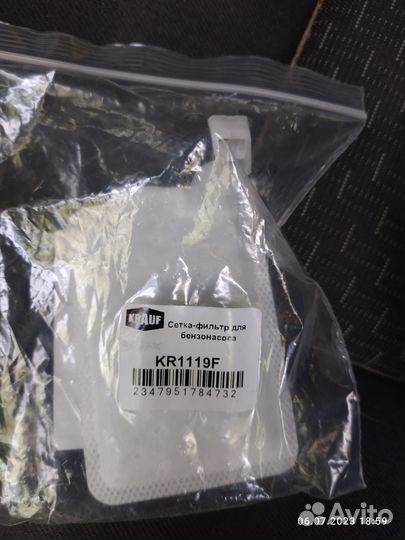 KRAUF
Сетка-фильтр для
бензонасоса
KR1119F
2347951784732
06.07.2023 18:59
Avito